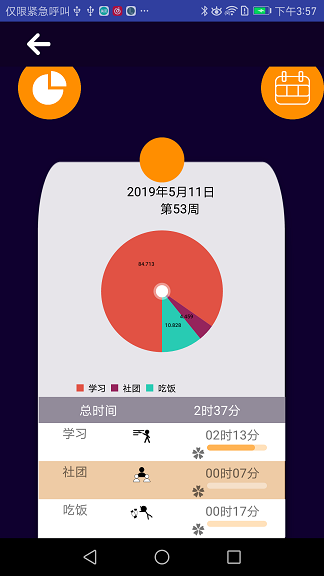 仅限紧急呼叫 ··· 下午3:57
2019年5月11日
第53周
84.713
4.459
10.828
学习 社团 吃饭
总时间 2时37分
学习 02时13分
社团 00时07分
吃饭 00时17分